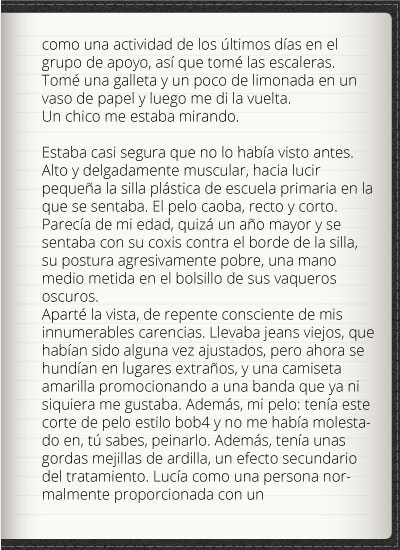 como una actividad de los últimos días en el
grupo de apoyo, así que tomé las escaleras.
Tomé una galleta y un poco de limonada en un
vaso de papel y luego me di la vuelta.
Un chico me estaba mirando.
Estaba casi segura que no lo había visto antes.
Alto y delgadamente muscular, hacia lucir
pequeña la silla plástica de escuela primaria en la
que se sentaba. El pelo caoba, recto y corto.
Parecía de mi edad, quizá un año mayor y se
sentaba con su coxis contra el borde de la silla,
su postura agresivamente pobre, una mano
medio metida en el bolsillo de sus vaqueros
oscuros.
Aparté la vista, de repente consciente de mis
innumerables carencias. Llevaba jeans viejos, que
habían sido alguna vez ajustados, pero ahora se
hundían en lugares extraños, y una camiseta
amarilla promocionando a una banda que ya ni
siquiera me gustaba. Además, mi pelo: tenía este
corte de pelo estilo bob4 y no me había molesta-
do en, tú sabes, peinarlo. Además, tenía unas
gordas mejillas de ardilla, un efecto secundario
del tratamiento. Lucía como una persona nor-
malmente proporcionada con un